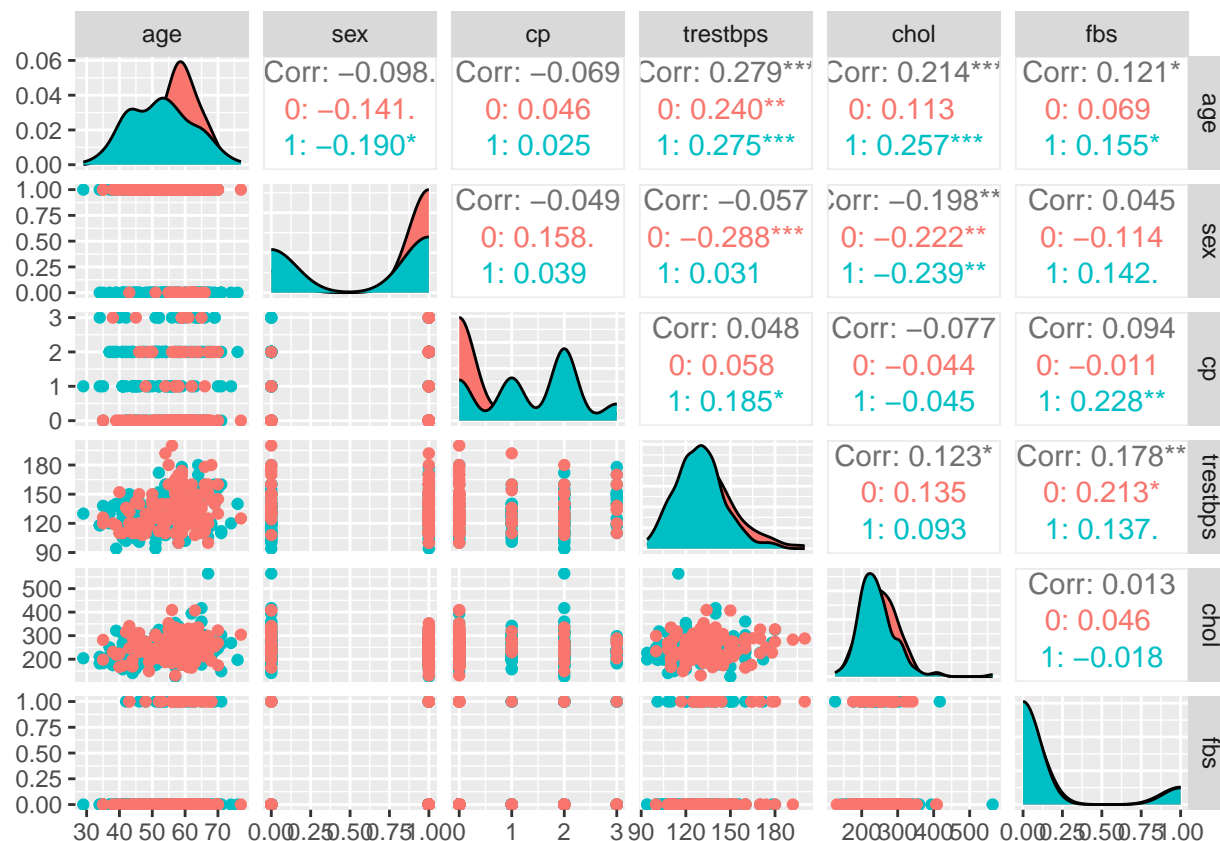 age sex cp trestbps chol fbs
0.06
0.04
0.02
0.00
Corr: −0.098.
0: −0.141.
1: −0.190*
Corr: −0.069
0: 0.046
1: 0.025
Corr: 0.279***
0: 0.240**
1: 0.275***
Corr: 0.214***
0: 0.113
1: 0.257***
Corr: 0.121*
0: 0.069
1: 0.155*
age
1.00
0.75
0.50
0.25
0.00
Corr: −0.049
0: 0.158.
1: 0.039
Corr: −0.057
0: −0.288***
1: 0.031
Corr: −0.198**
0: −0.222**
1: −0.239**
Corr: 0.045
0: −0.114
1: 0.142.
sex
3
2
1
0
Corr: 0.048
0: 0.058
1: 0.185*
Corr: −0.077
0: −0.044
1: −0.045
Corr: 0.094
0: −0.011
1: 0.228**
cp
180
150
120
90
Corr: 0.123*
0: 0.135
1: 0.093
Corr: 0.178**
0: 0.213*
1: 0.137.
trestbps
500
400
300
200
Corr: 0.013
0: 0.046
1: −0.018
chol
1.00
0.75
0.50
0.25
0.00
fbs
30 40 50 60 70 0.00 0.25 0.50 0.75 1.00 0 1 2 3 90 120 150 180 200 300 400 500 0.00 0.25 0.50 0.75 1.00